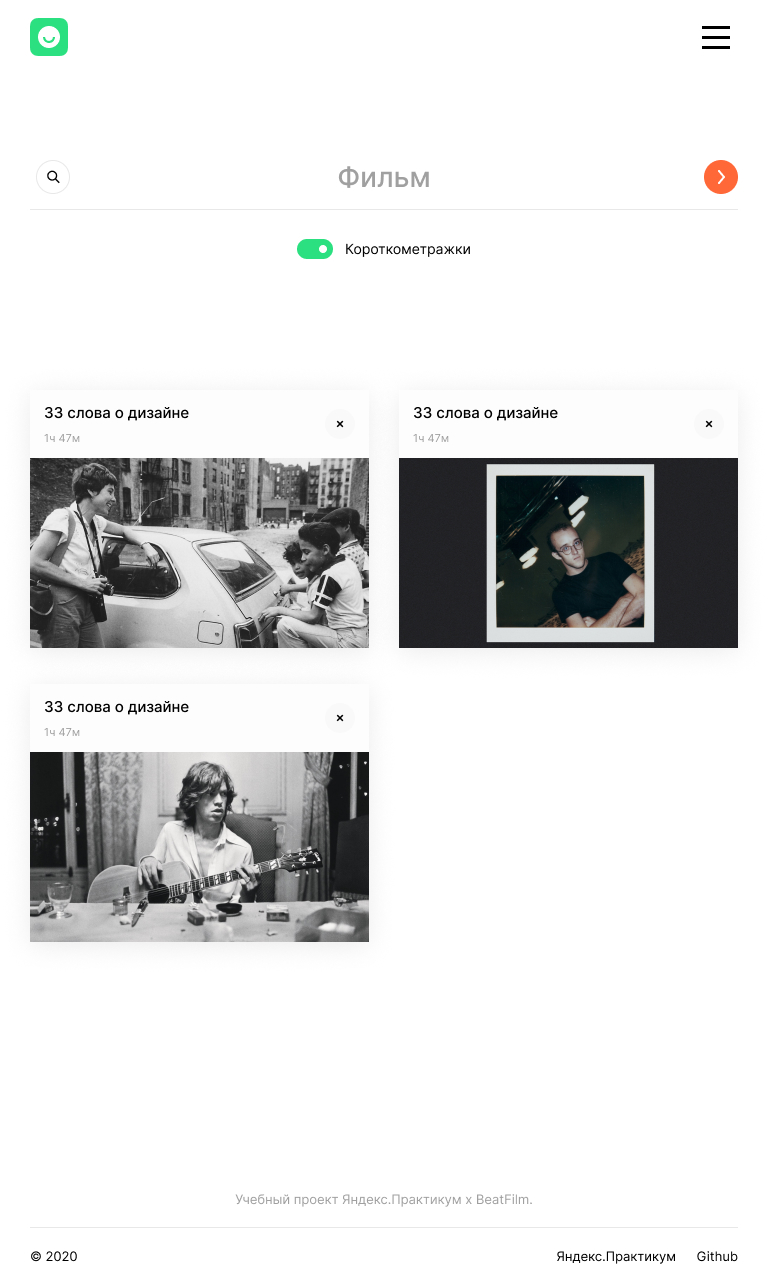 Фильм
Короткометражки
33 слова о дизайне
1ч 47м
33 слова о дизайне
1ч 47м
33 слова о дизайне
1ч 47м
Учебный проект Яндекс.Практикум х BeatFilm.
© 2020
Яндекс.Практикум
Github